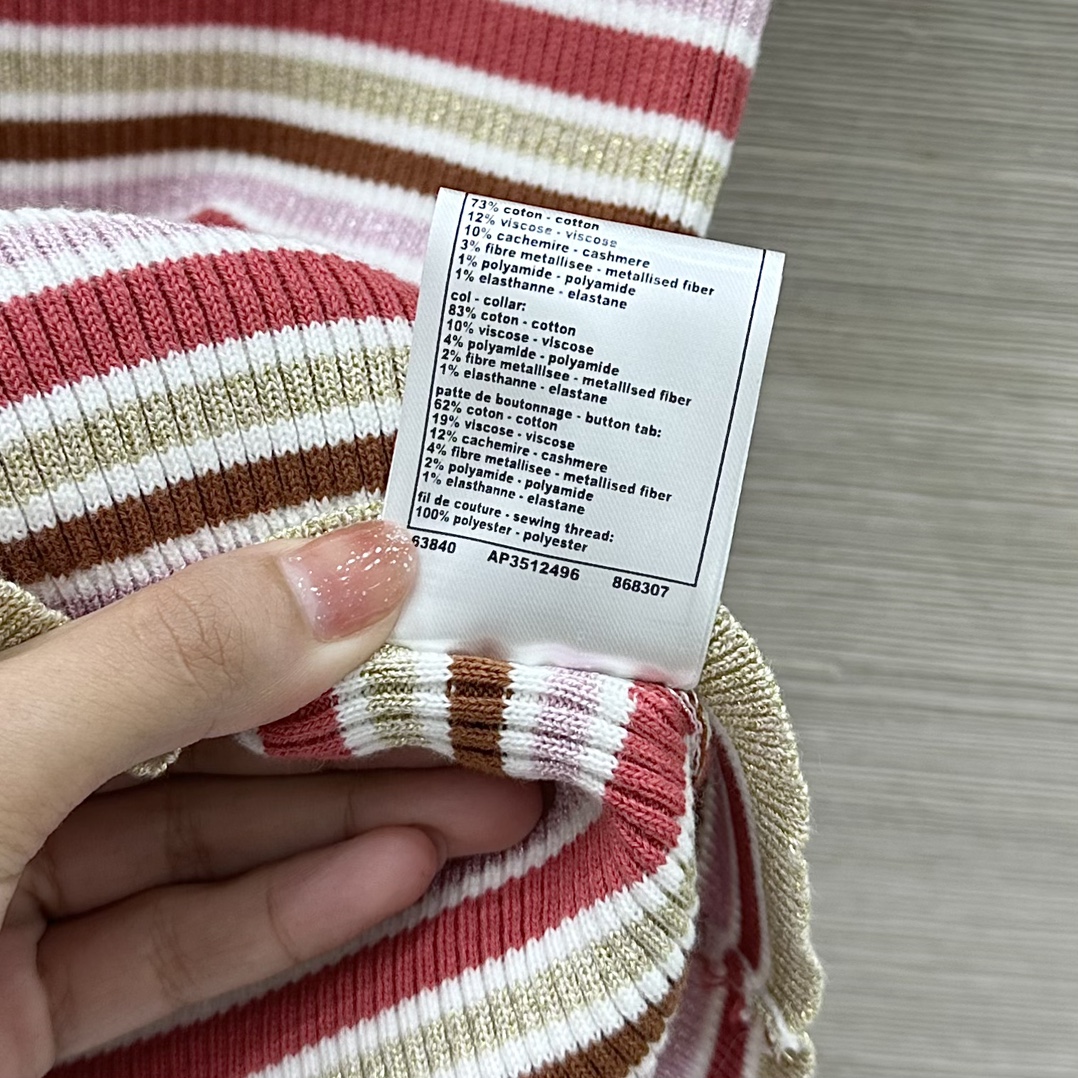 73% coton - cotton
12% viscose - viscose
10% cachemire - cashmere
3% fibre metallisee - metallised fiber
1% polyamide - polyamide
1% elasthanne - elastane
col - collar:
83% coton - cotton
10% viscose - viscose
4% polyamide - polyamide
2% fibre metallisee - metallised fiber
1% elasthanne - elastane
patte de boutonnage - button tab:
62% coton - cotton
19% viscose - viscose
12% cachemire - cashmere
4% fibre metallisee - metallised fiber
2% polyamide - polyamide
1% elasthanne - elastane
fil de couture - sewing thread:
100% polyester - polyester
63840 AP3512496 868307